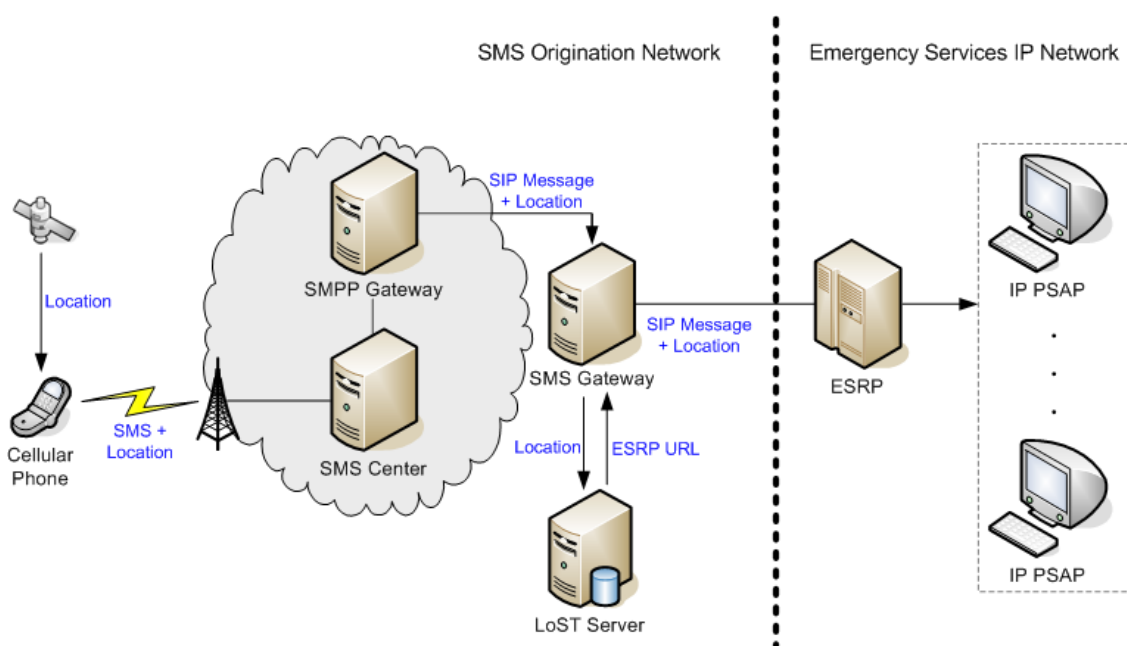 SMS Origination Network
Emergency Services IP Network
SIP Message
+ Location
SMPP Gateway
Location
IP PSAP
SIP Message
+ Location
SMS Gateway
ESRP
Cellular
Phone
SMS +
Location
SMS Center
Location
ESRP URL
IP PSAP
LoST Server